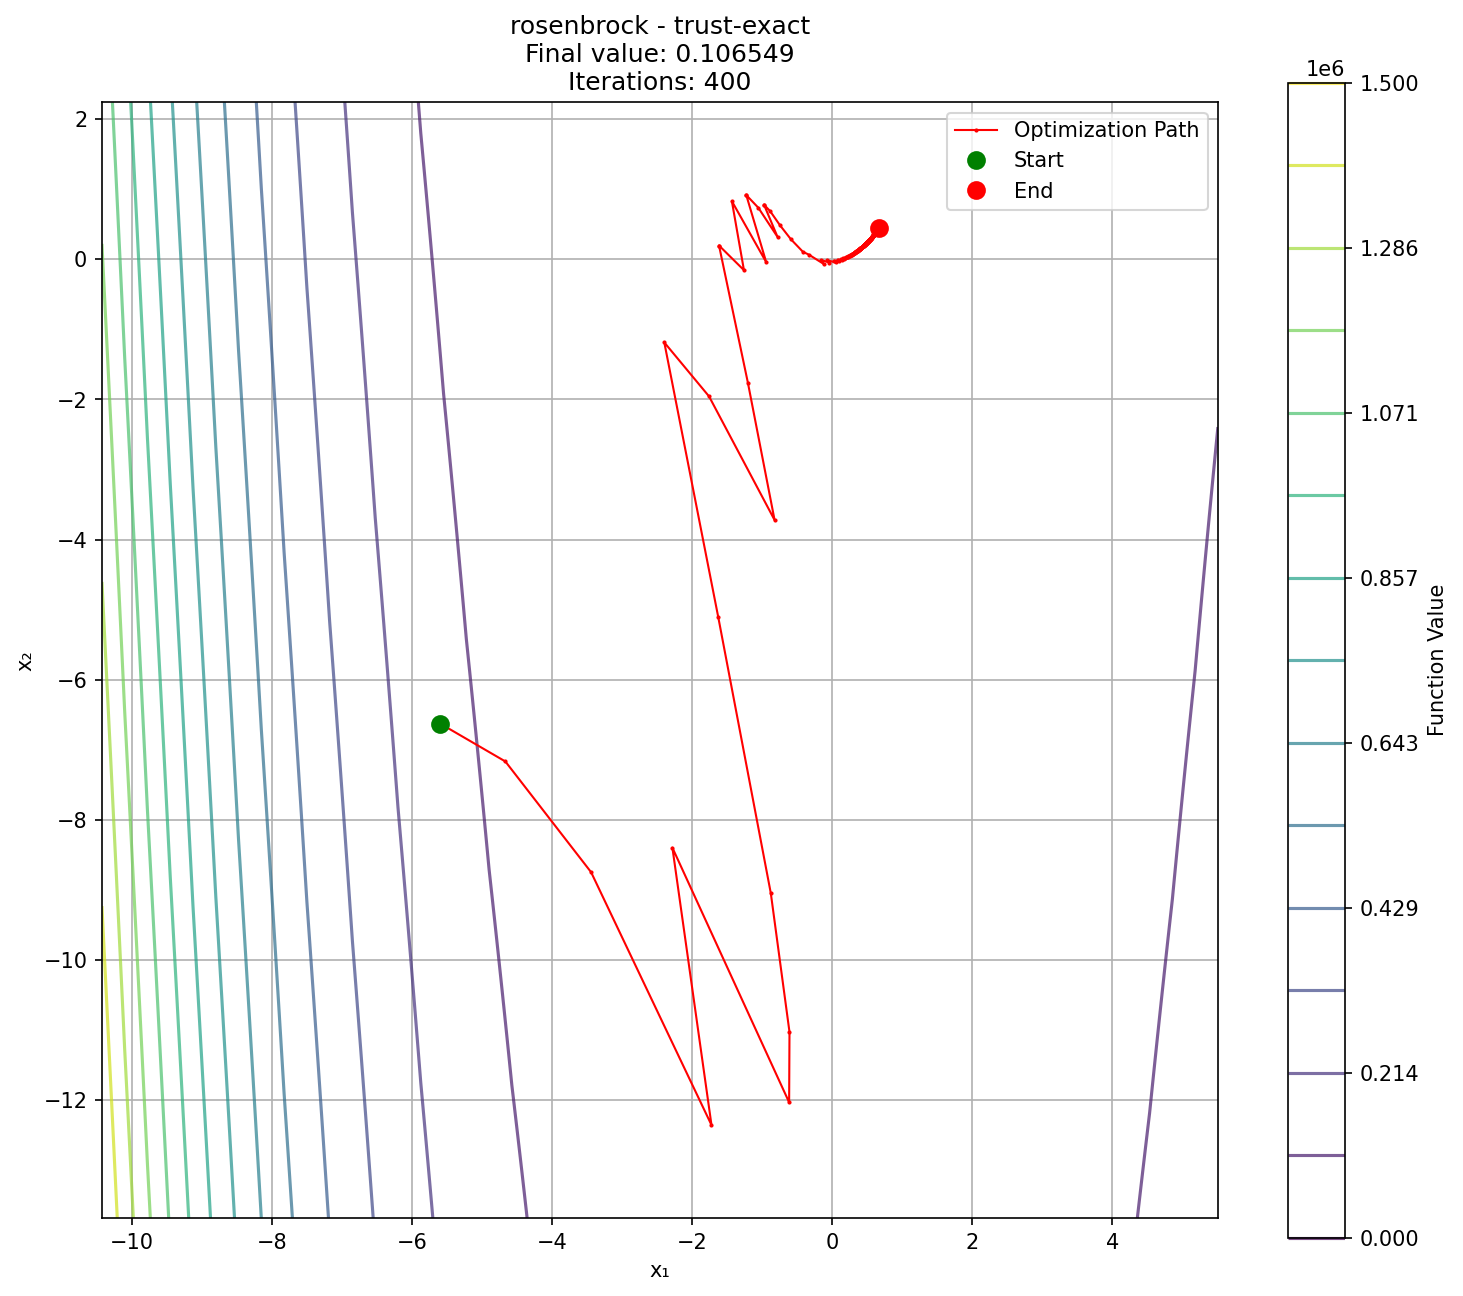 rosenbrock - trust-exact
Final value: 0.106549
Iterations: 400
1e6
Optimization Path
Start
End
2
0
−2
−4
−6
−8
−10
−12
x₂
−10
−8
−6
−4
−2
0
2
4
x₁
1.500
1.286
1.071
0.857
0.643
0.429
0.214
0.000
Function Value